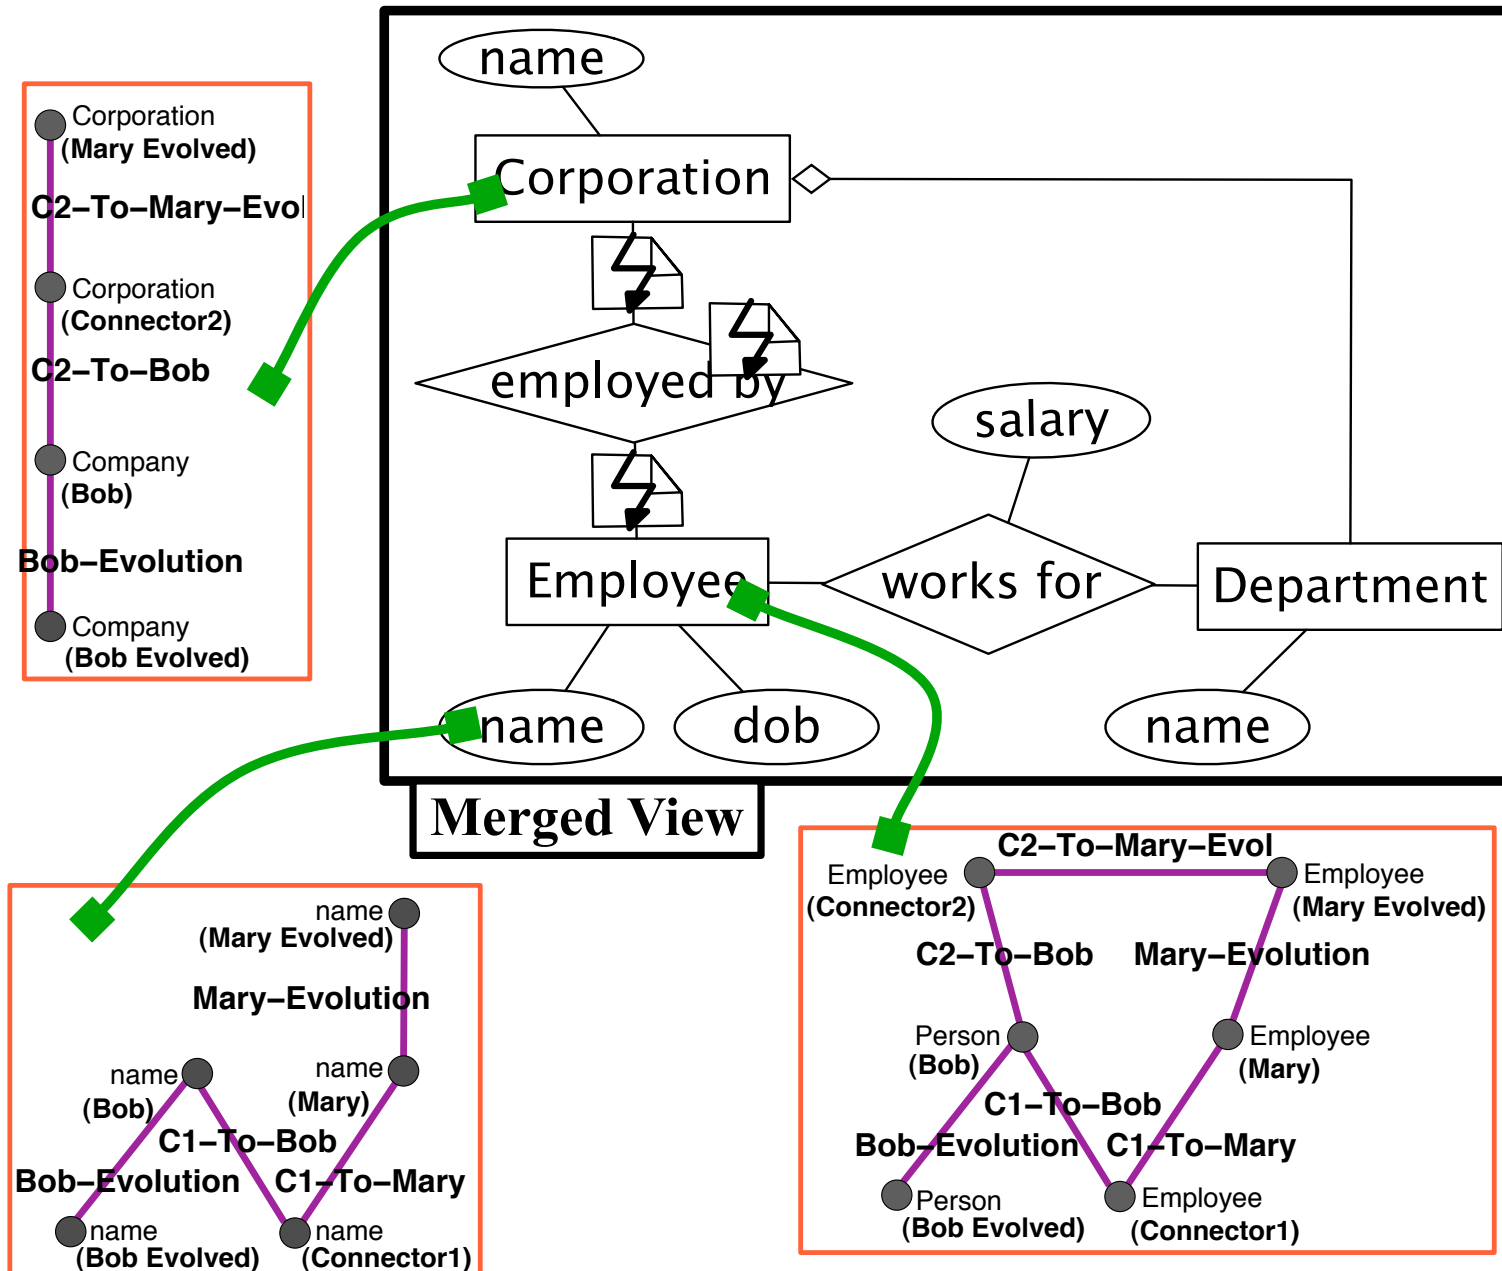 name
Corporation
employed by
salary
Employee
works for
Department
name
dob
name
Merged View
Corporation
(Mary Evolved)
C2–To–Mary–Evol
Corporation
(Connector2)
C2–To–Bob
Company
(Bob)
Bob–Evolution
Company
(Bob Evolved)
name
(Mary Evolved)
Mary–Evolution
name
(Bob)
name
(Mary)
C1–To–Bob
Bob–Evolution
C1–To–Mary
name
(Bob Evolved)
name
(Connector1)
C2–To–Mary–Evol
Employee
(Connector2)
Employee
(Mary Evolved)
C2–To–Bob
Mary–Evolution
Person
(Bob)
Employee
(Mary)
C1–To–Bob
Bob–Evolution
C1–To–Mary
Person
(Bob Evolved)
Employee
(Connector1)